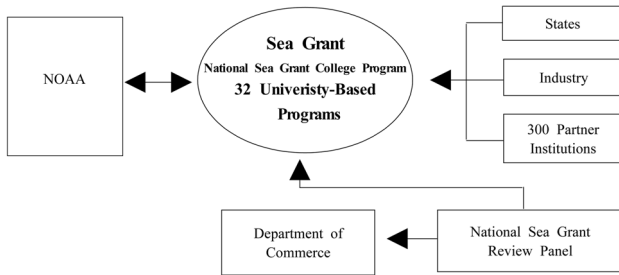 NOAA
Sea Grant
National Sea Grant College Program
32 Univeristy-Based
Programs
States
Industry
300 Partner
Institutions
Department of
Commerce
National Sea Grant
Review Panel